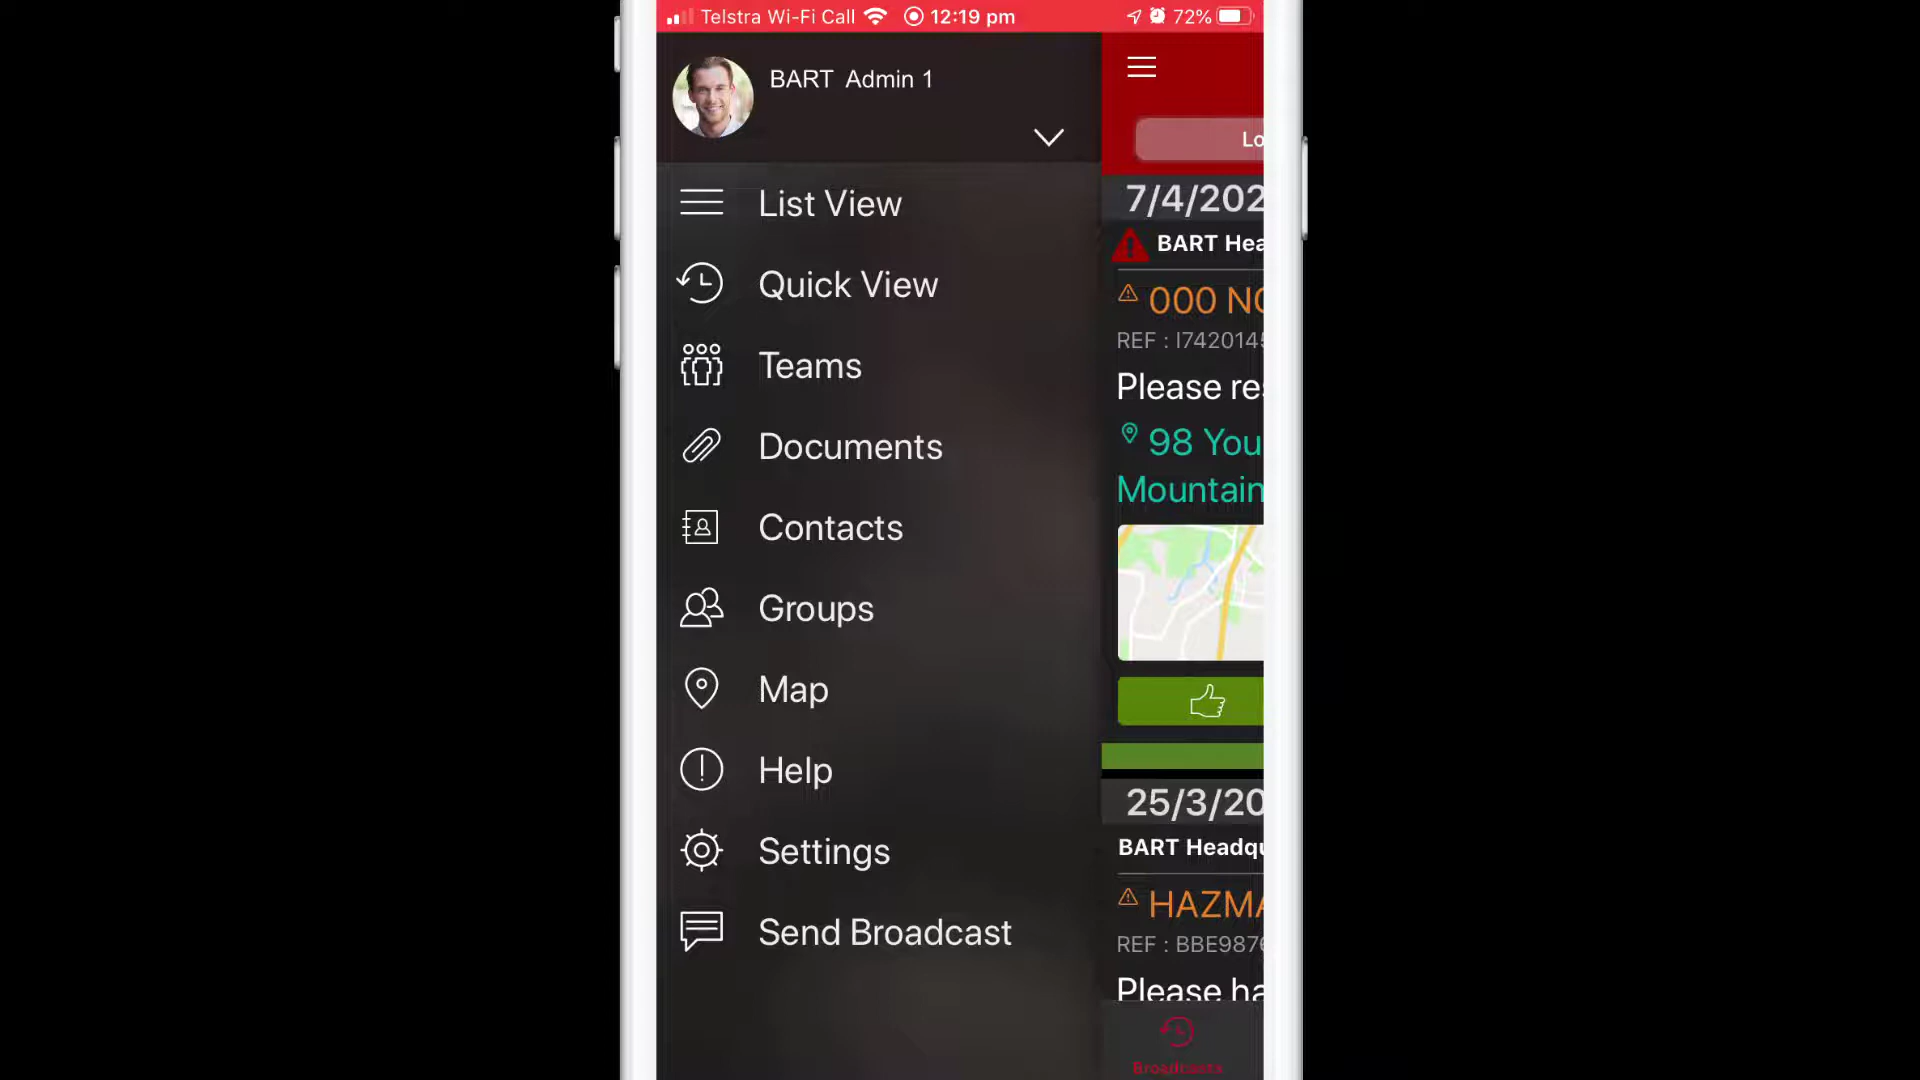 Telstra Wi-Fi Call 12:19 pm 72%
BART Admin 1
List View
Quick View
Teams
Documents
Contacts
Groups
Map
Help
Settings
Send Broadcast
Lo
7/4/202
BART Hea
000 NO
REF : I742014
Please res
98 You
Mountain
25/3/20
BART Headqu
HAZMA
REF : BBE987
Please ha
Broadcasts